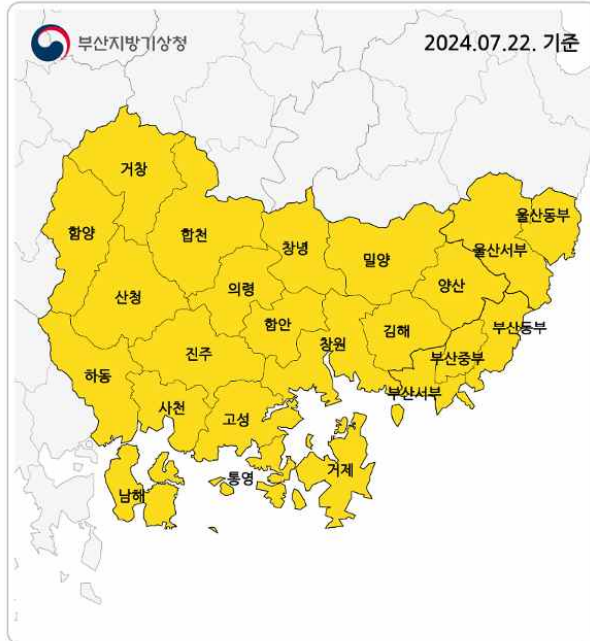 부산지방기상청
2024.07.22. 기준
거창
함양
합천
창녕
밀양
울산동부
울산서부
산청
의령
양산
함안
김해
부산동부
진주
창원
부산중부
하동
부산서부
사천
고성
거제
통영
남해